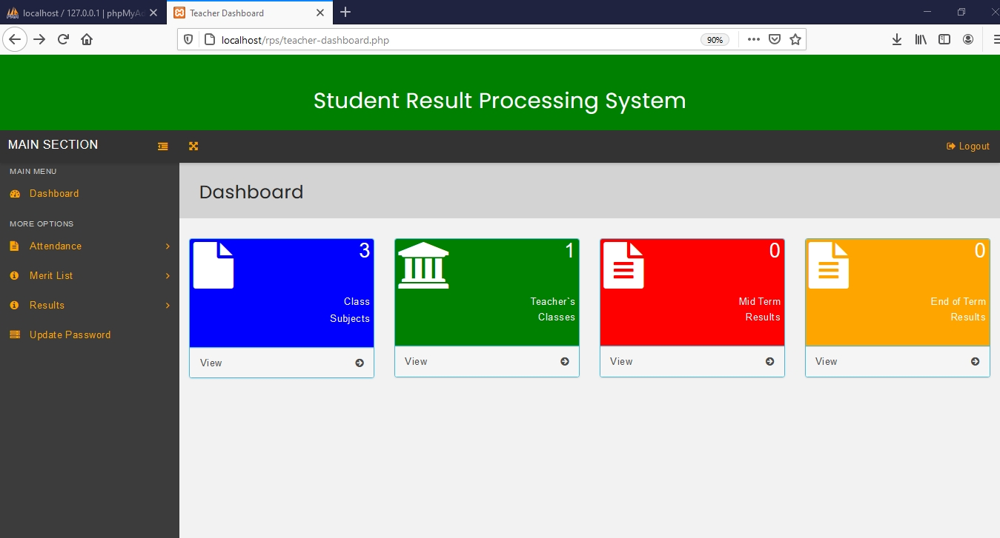 localhost / 127.0.0.1 | phpMyAd
Teacher Dashboard
localhost/rps/teacher-dashboard.php
90%
Student Result Processing System
MAIN SECTION
Logout
MAIN MENU
Dashboard
MORE OPTIONS
Attendance
Merit List
Results
Update Password
Dashboard
3
Class
Subjects
View
1
Teacher`s
Classes
View
0
Mid Term
Results
View
0
End of Term
Results
View